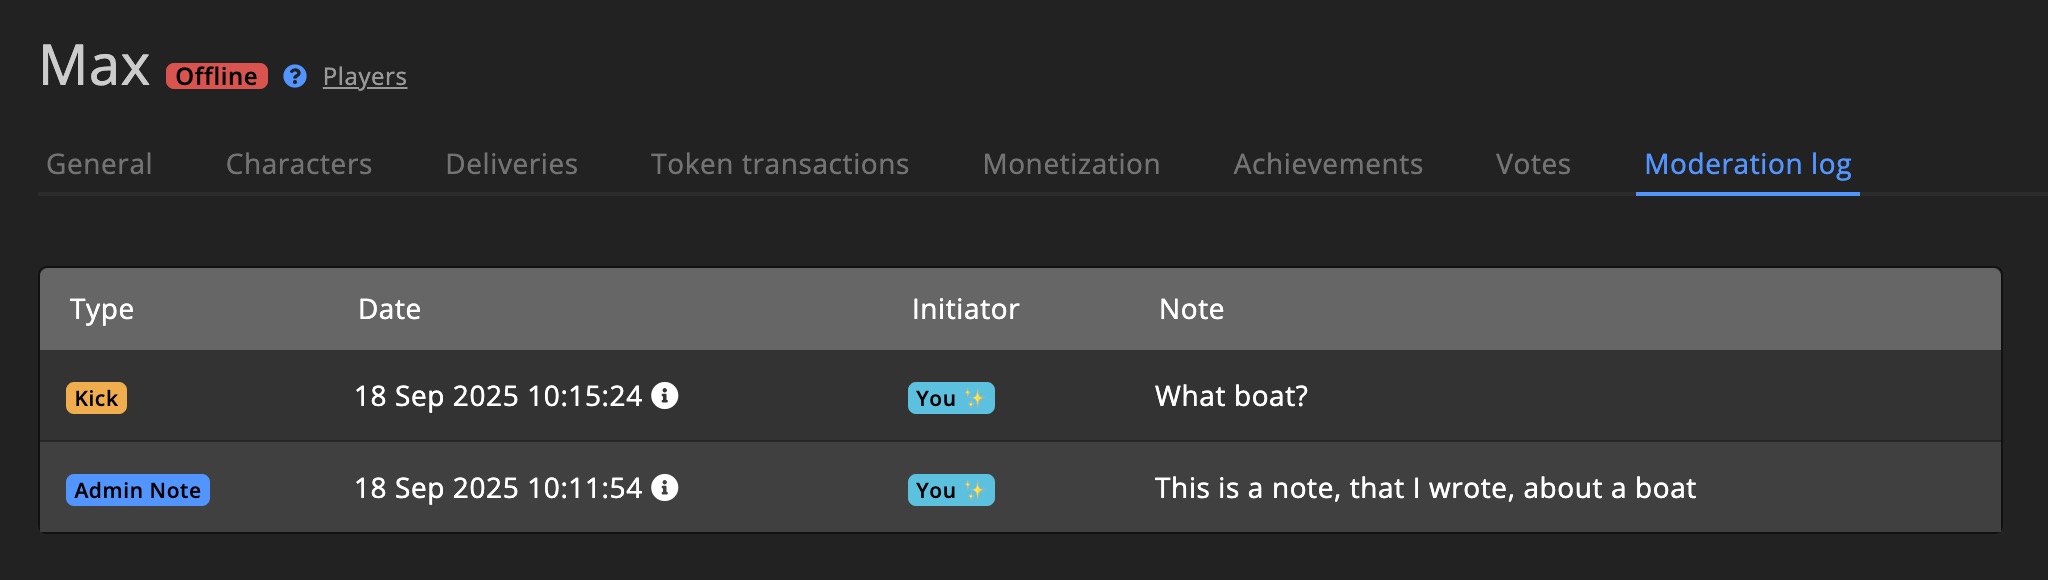 Max Offline ? Players
General Characters Deliveries Token transactions Monetization Achievements Votes Moderation log
Type Date Initiator Note
Kick 18 Sep 2025 10:15:24 You ✨ What boat?
Admin Note 18 Sep 2025 10:11:54 You ✨ This is a note, that I wrote, about a boat